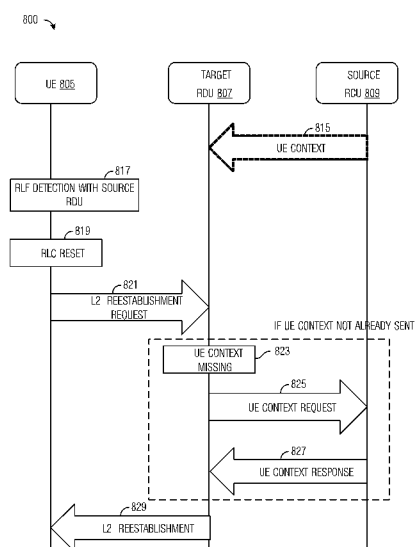 800
UE 805
TARGET
RDU 807
SOURCE
RCU 809
815
UE CONTEXT
817
RLF DETECTION WITH SOURCE
RDU
819
RLC RESET
821
L2 REESTABLISHMENT
REQUEST
IF UE CONTEXT NOT ALREADY SENT
UE CONTEXT
MISSING
823
825
UE CONTEXT REQUEST
827
UE CONTEXT RESPONSE
829
L2 REESTABLISHMENT